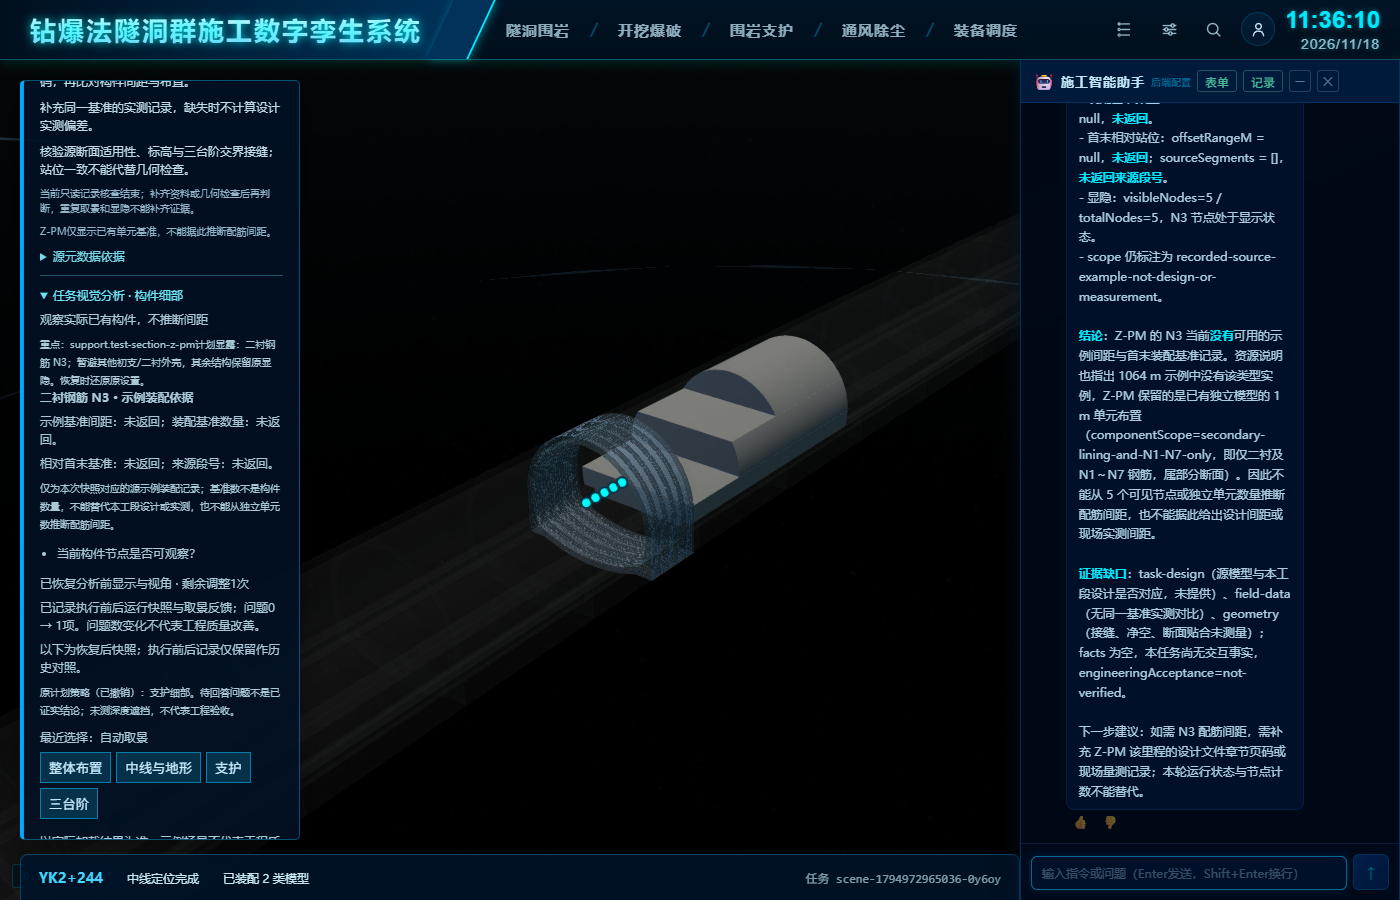 钻爆法隧洞群施工数字孪生系统
隧洞围岩 / 开挖爆破 / 围岩支护 / 通风除尘 / 装备调度
11:36:10
2026/11/18
补充同一基准的实测记录，缺失时不计算设计
实测偏差。
核验源断面适用性、标高与三台阶交界接缝；
站位一致不能代替几何检查。
当前只读记录核查结束；补齐资料或几何检查后再判
断，重复取景和显隐不能补齐证据。
Z-PM仅显示已有单元基准，不能据此推断配筋间距。
▶ 源元数据依据
▼ 任务视觉分析 · 构件细部
观察实际已有构件，不推断间距
重点：support.test-section-z-pm计划显露：二衬钢
筋 N3；暂避其他初支/二衬外壳，其余结构保留原显
隐。恢复时还原原设置。
二衬钢筋 N3 • 示例装配依据
示例基准间距：未返回；装配基准数量：未返
回。
相对首末基准：未返回；来源段号：未返回。
仅为本次快照对应的源示例装配记录；基准数不是构件
数量，不能替代本工段设计或实测，也不能从独立单元
数推断配筋间距。
• 当前构件节点是否可观察？
已恢复分析前显示与视角 · 剩余调整1次
已记录执行前后运行快照与取景反馈；问题0
→ 1项。问题数变化不代表工程质量改善。
以下为恢复后快照；执行前后记录仅保留作历
史对照。
原计划策略（已撤销）：支护细部。待回答问题不是已
证实结论；未测深度遮挡，不代表工程验收。
最近选择：自动取景
整体布置 中线与地形 支护
三台阶
YK2+244 中线定位完成 已装配 2 类模型
任务 scene-1794972965036-0y6oy
施工智能助手 后端配置 表单 记录
null，未返回。
- 首末相对站位：offsetRangeM =
null，未返回；sourceSegments = [],
未返回来源段号。
- 显隐：visibleNodes=5 /
totalNodes=5，N3 节点处于显示状
态。
- scope 仍标注为 recorded-source-
example-not-design-or-
measurement。
结论：Z-PM 的 N3 当前没有可用的示
例间距与首末装配基准记录。资源说明
也指出 1064 m 示例中没有该类型实
例，Z-PM 保留的是已有独立模型的 1
m 单元布置
（componentScope=secondary-
lining-and-N1-N7-only，即仅二衬及
N1～N7 钢筋，属部分断面）。因此不
能从 5 个可见节点或独立单元数量推断
配筋间距，也不能据此给出设计间距或
现场实测间距。
证据缺口：task-design（源模型与本工
段设计是否对应，未提供）、field-data
（无同一基准实测对比）、geometry
（接缝、净空、断面贴合未测量）；
facts 为空，本任务尚无交互事实，
engineeringAcceptance=not-
verified。
下一步建议：如需 N3 配筋间距，需补
充 Z-PM 该里程的设计文件章节页码或
现场量测记录；本轮运行状态与节点计
数不能替代。
输入指令或问题（Enter发送，Shift+Enter换行）